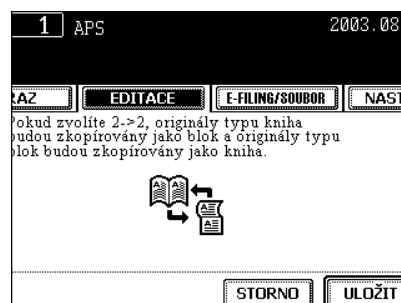 1 APS 2003.08
RAZ EDITACE E-FILING/SOUBOR NAST
Pokud zvolíte 2->2, originály typu kniha
budou zkopírovány jako blok a originály typu
blok budou zkopírovány jako kniha.
STORNO ULOŽIT